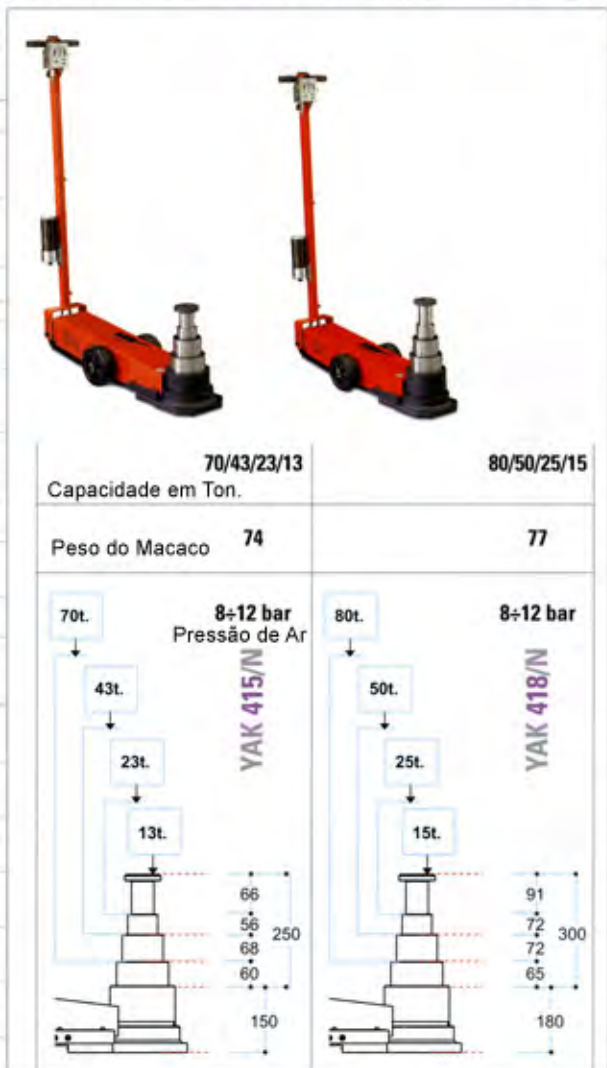 70/43/23/13
80/50/25/15
Capacidade em Ton.
Peso do Macaco 74
77
70t.
8÷12 bar
Pressão de Ar
43t.
23t.
13t.
YAK 415/N
66
56
68
60
250
150
80t.
8÷12 bar
50t.
25t.
15t.
YAK 418/N
91
72
72
65
300
180